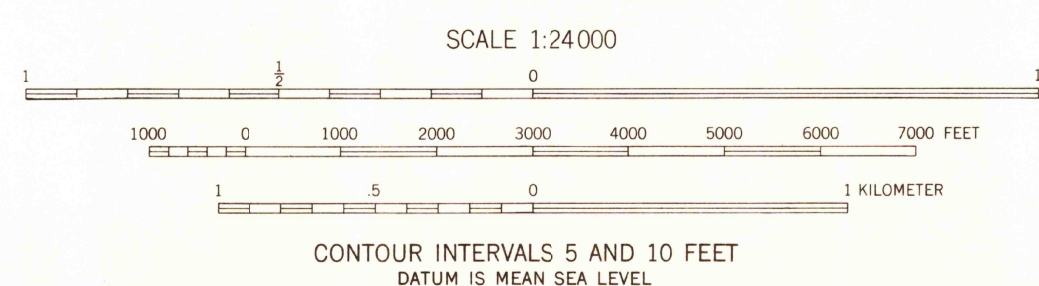 SCALE 1:24000
1 ½ 0 1
1000 0 1000 2000 3000 4000 5000 6000 7000 FEET
1 .5 0 1 KILOMETER
CONTOUR INTERVALS 5 AND 10 FEET
DATUM IS MEAN SEA LEVEL